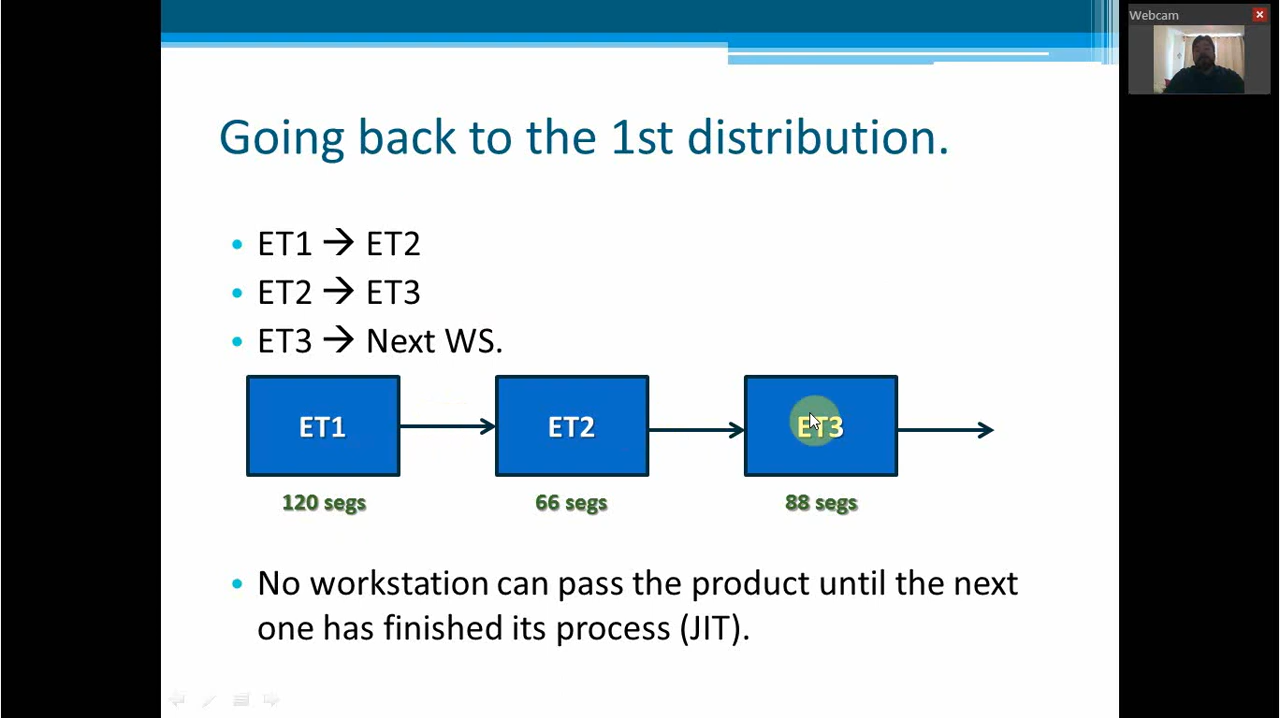 Webcam
Going back to the 1st distribution.
• ET1 → ET2
• ET2 → ET3
• ET3 → Next WS.
ET1
ET2
ET3
120 segs
66 segs
88 segs
• No workstation can pass the product until the next
one has finished its process (JIT).